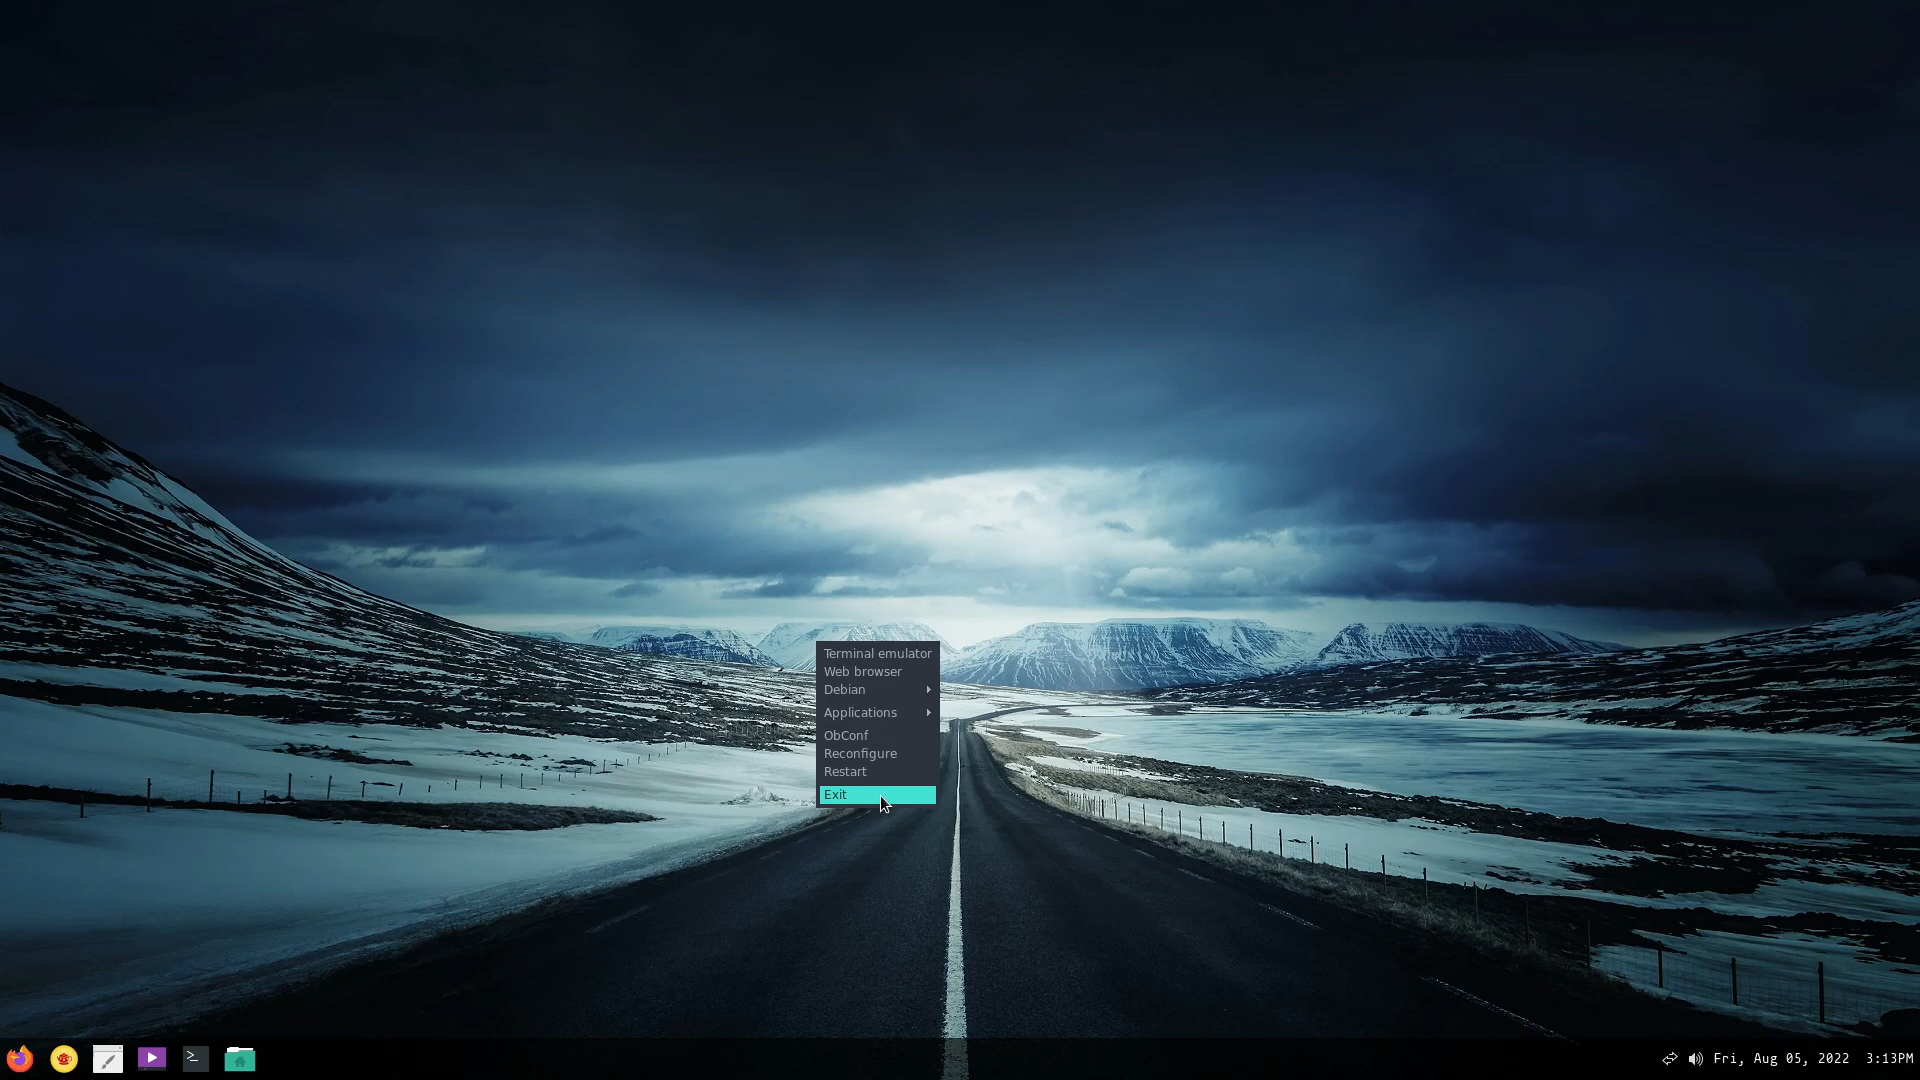 Terminal emulator
Web browser
Debian
Applications
ObConf
Reconfigure
Restart
Exit
Fri, Aug 05, 2022 3:13PM